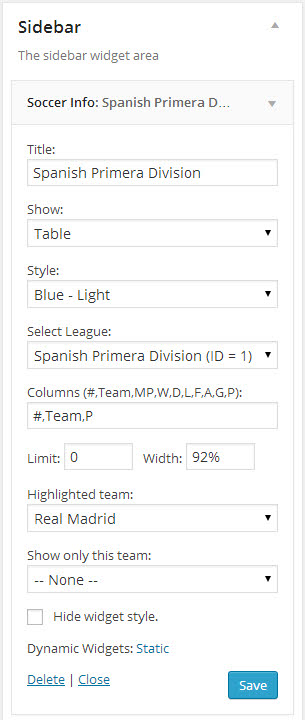 Sidebar
The sidebar widget area
Soccer Info: Spanish Primera D...
Title:
Spanish Primera Division
Show:
Table
Style:
Blue - Light
Select League:
Spanish Primera Division (ID = 1)
Columns (#,Team,MP,W,D,L,F,A,G,P):
#,Team,P
Limit: 0 Width: 92%
Highlighted team:
Real Madrid
Show only this team:
-- None --
Hide widget style.
Dynamic Widgets: Static
Delete | Close Save